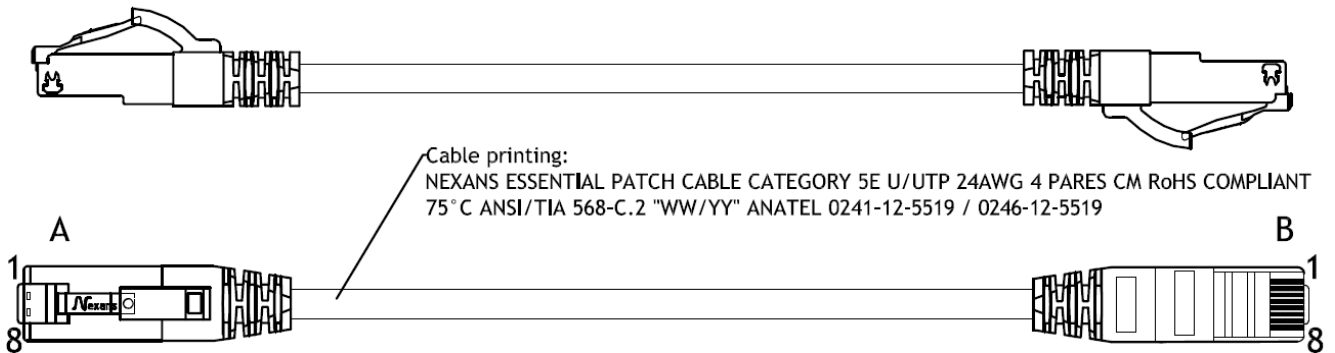 Cable printing:
NEXANS ESSENTIAL PATCH CABLE CATEGORY 5E U/UTP 24AWG 4 PARES CM RoHS COMPLIANT
75°C ANSI/TIA 568-C.2 "WW/YY" ANATEL 0241-12-5519 / 0246-12-5519
A
B
1
1
Nexans
8
8